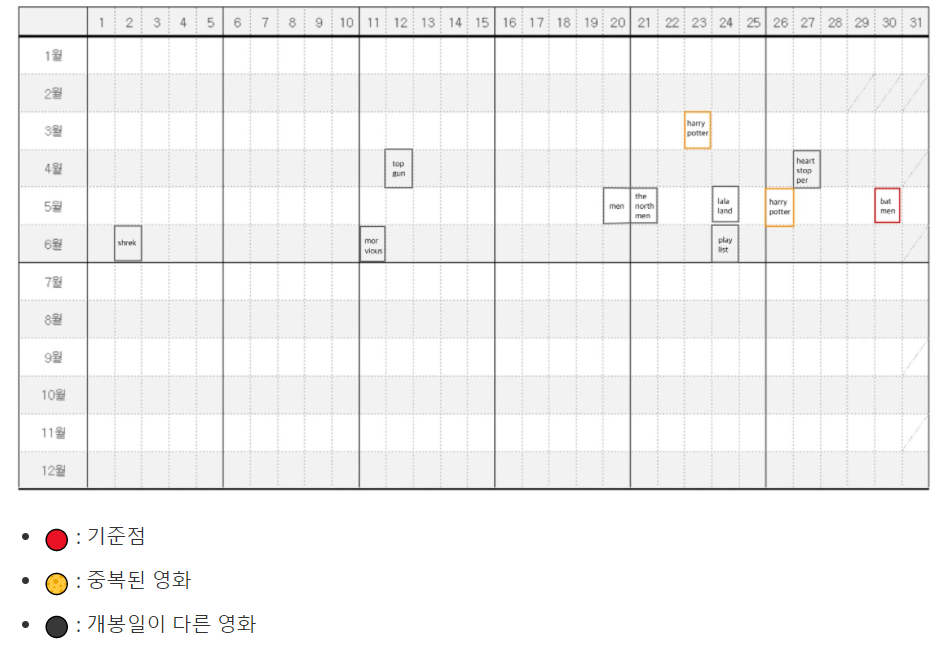 1 2 3 4 5 6 7 8 9 10 11 12 13 14 15 16 17 18 19 20 21 22 23 24 25 26 27 28 29 30 31
1월
2월
3월 harry potter
4월 top gun heart stop per
5월 men the north men lala land harry potter bat men
6월 shrek mor vious play list
7월
8월
9월
10월
11월
12월
: 기준점
: 중복된 영화
: 개봉일이 다른 영화